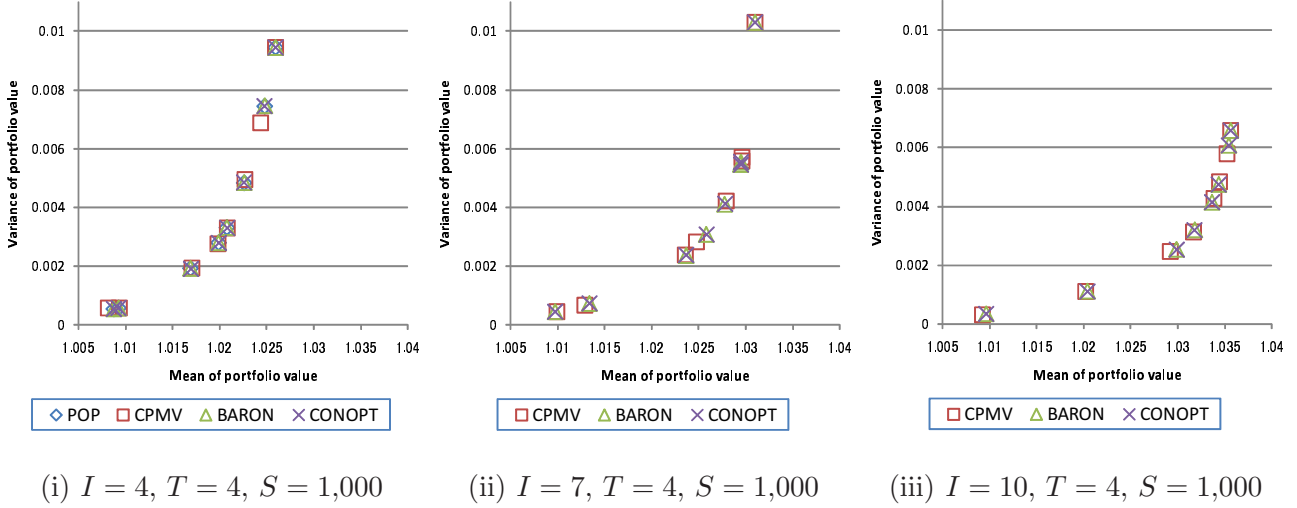 Variance of portfolio value
0.01
0.008
0.006
0.004
0.002
0
1.005 1.01 1.015 1.02 1.025 1.03 1.035 1.04
Mean of portfolio value
POP CPMV BARON CONOPT
(i) I = 4, T = 4, S = 1,000
Variance of portfolio value
0.01
0.008
0.006
0.004
0.002
0
1.005 1.01 1.015 1.02 1.025 1.03 1.035 1.04
Mean of portfolio value
CPMV BARON CONOPT
(ii) I = 7, T = 4, S = 1,000
Variance of portfolio value
0.01
0.008
0.006
0.004
0.002
0
1.005 1.01 1.015 1.02 1.025 1.03 1.035 1.04
Mean of portfolio value
CPMV BARON CONOPT
(iii) I = 10, T = 4, S = 1,000